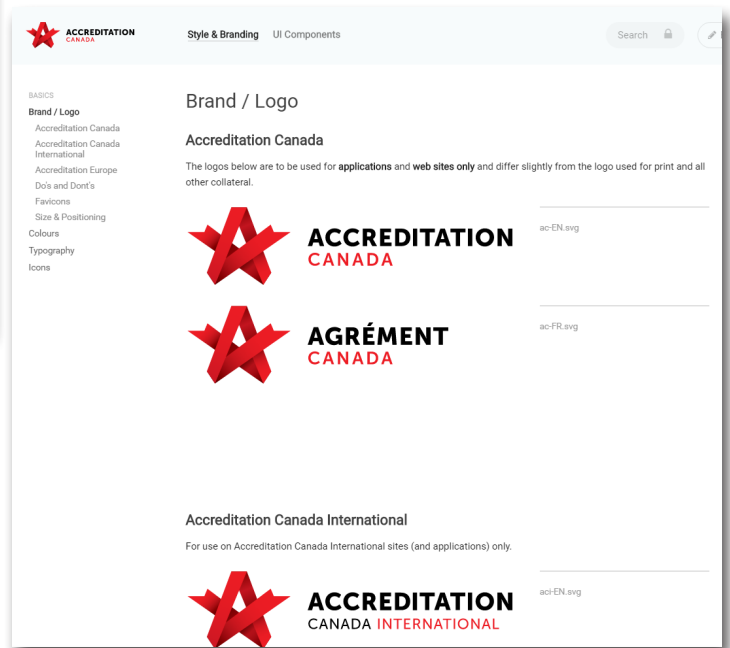 ACCREDITATION
CANADA
Style & Branding UI Components
Search
BASICS
Brand / Logo
Accreditation Canada
Accreditation Canada
International
Accreditation Europe
Do's and Dont's
Favicons
Size & Positioning
Colours
Typography
Icons
Brand / Logo
Accreditation Canada
The logos below are to be used for applications and web sites only and differ slightly from the logo used for print and all
other collateral.
ACCREDITATION
CANADA
ac-EN.svg
AGRÉMENT
CANADA
ac-FR.svg
Accreditation Canada International
For use on Accreditation Canada International sites (and applications) only.
ACCREDITATION
CANADA INTERNATIONAL
aci-EN.svg